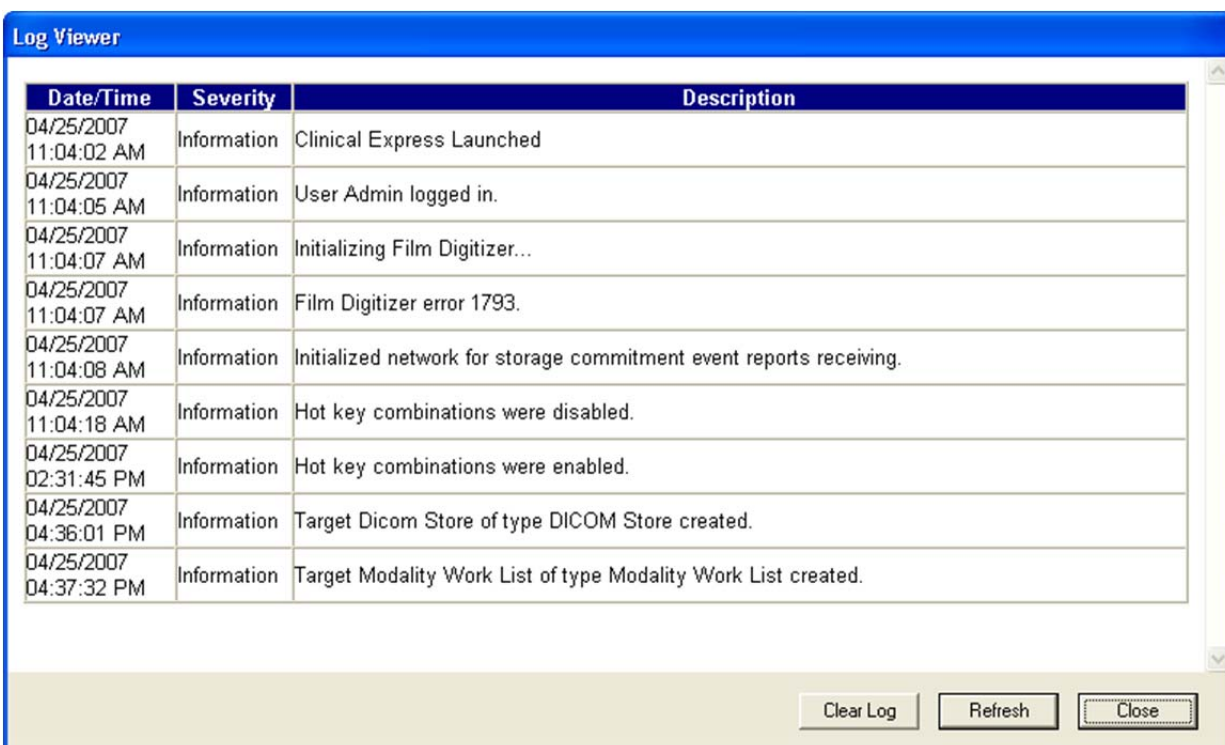 Log Viewer
Date/Time Severity Description
04/25/2007
11:04:02 AM Information Clinical Express Launched
04/25/2007
11:04:05 AM Information User Admin logged in.
04/25/2007
11:04:07 AM Information Initializing Film Digitizer...
04/25/2007
11:04:07 AM Information Film Digitizer error 1793.
04/25/2007
11:04:08 AM Information Initialized network for storage commitment event reports receiving.
04/25/2007
11:04:18 AM Information Hot key combinations were disabled.
04/25/2007
02:31:45 PM Information Hot key combinations were enabled.
04/25/2007
04:36:01 PM Information Target Dicom Store of type DICOM Store created.
04/25/2007
04:37:32 PM Information Target Modality Work List of type Modality Work List created.
Clear Log Refresh Close